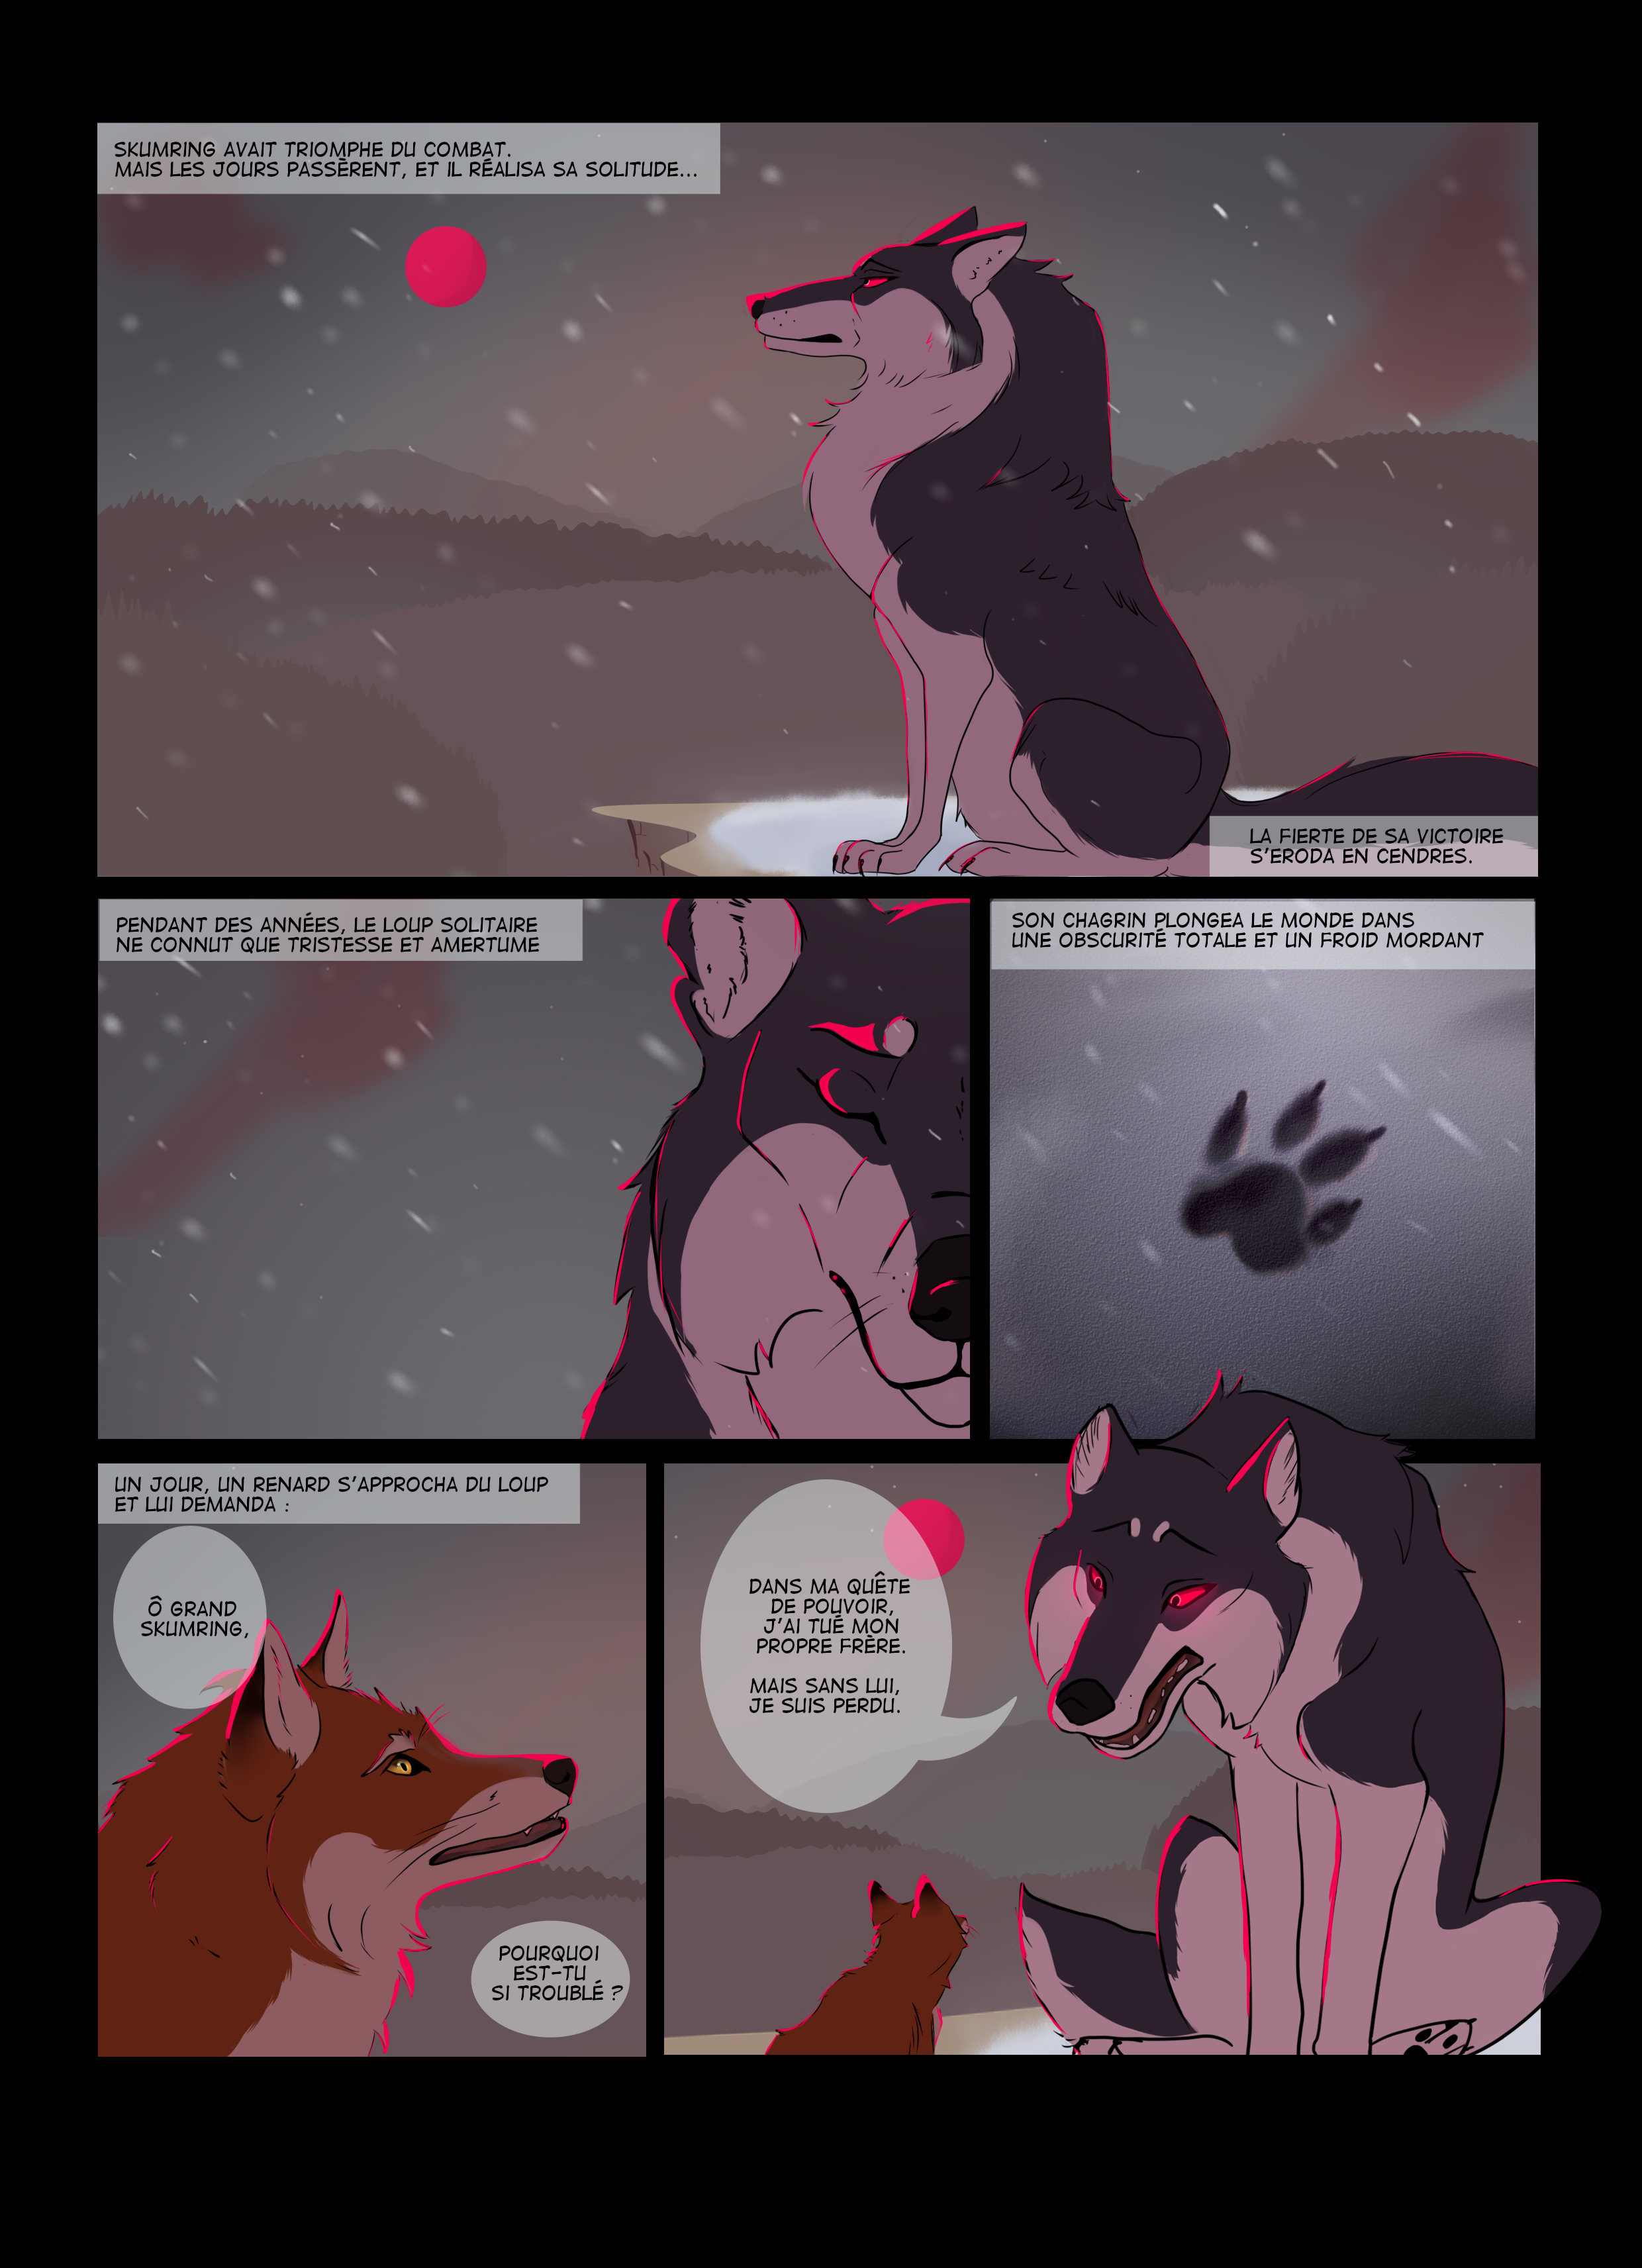 SKUMRING AVAIT TRIOMPHE DU COMBAT.
MAIS LES JOURS PASSÈRENT, ET IL RÉALISA SA SOLITUDE...
LA FIERTE DE SA VICTOIRE
S'ERODA EN CENDRES.
PENDANT DES ANNÉES, LE LOUP SOLITAIRE
NE CONNUT QUE TRISTESSE ET AMERTUME
SON CHAGRIN PLONGEA LE MONDE DANS
UNE OBSCURITÉ TOTALE ET UN FROID MORDANT
UN JOUR, UN RENARD S'APPROCHA DU LOUP
ET LUI DEMANDA :
Ô GRAND
SKUMRING,
POURQUOI
EST-TU
SI TROUBLÉ ?
DANS MA QUÊTE
DE POUVOIR,
J'AI TUÉ MON
PROPRE FRÈRE.
MAIS SANS LUI,
JE SUIS PERDU.